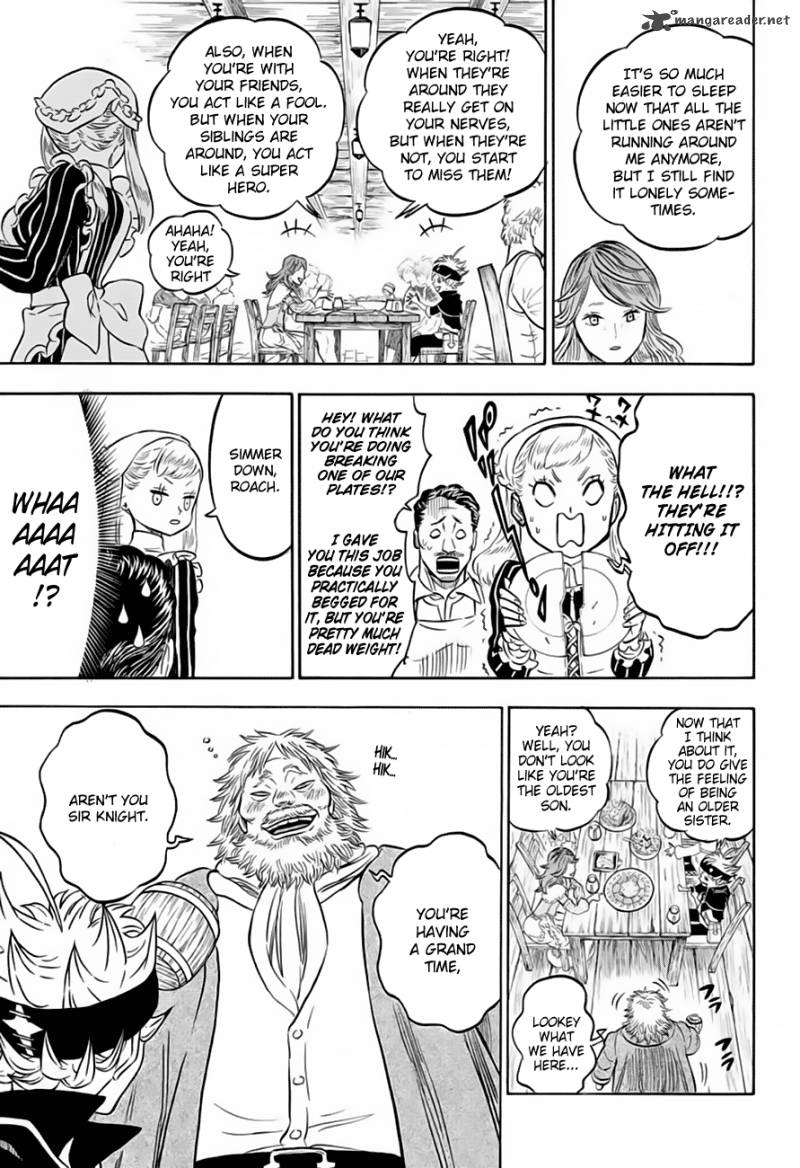 mangareader.net
IT'S SO MUCH
EASIER TO SLEEP
NOW THAT ALL THE
LITTLE ONES AREN'T
RUNNING AROUND
ME ANYMORE,
BUT I STILL FIND
IT LONELY SOME-
TIMES.
YEAH,
YOU'RE RIGHT!
WHEN THEY'RE
AROUND THEY
REALLY GET ON
YOUR NERVES,
BUT WHEN THEY'RE
NOT, YOU START
TO MISS THEM!
ALSO, WHEN
YOU'RE WITH
YOUR FRIENDS,
YOU ACT LIKE A FOOL.
BUT WHEN YOUR
SIBLINGS ARE
AROUND, YOU ACT
LIKE A SUPER
HERO.
AHAHA!
YEAH,
YOU'RE
RIGHT
WHAT
THE HELL!!?
THEY'RE
HITTING IT
OFF!!!
HEY! WHAT
DO YOU THINK
YOU'RE DOING
BREAKING
ONE OF OUR
PLATES!?
I GAVE
YOU THIS JOB
BECAUSE YOU
PRACTICALLY
BEGGED FOR
IT, BUT YOU'RE
PRETTY MUCH
DEAD WEIGHT!
SIMMER
DOWN,
ROACH.
WHAA
AAAAA
AAAT
!?
NOW THAT
I THINK
ABOUT IT,
YOU DO GIVE
THE FEELING
OF BEING
AN OLDER
SISTER.
YEAH?
WELL, YOU
DON'T LOOK
LIKE YOU'RE
THE OLDEST
SON.
LOOKEY
WHAT
WE HAVE
HERE...
HIK...
HIK...
YOU'RE
HAVING
A GRAND
TIME,
AREN'T YOU
SIR KNIGHT.